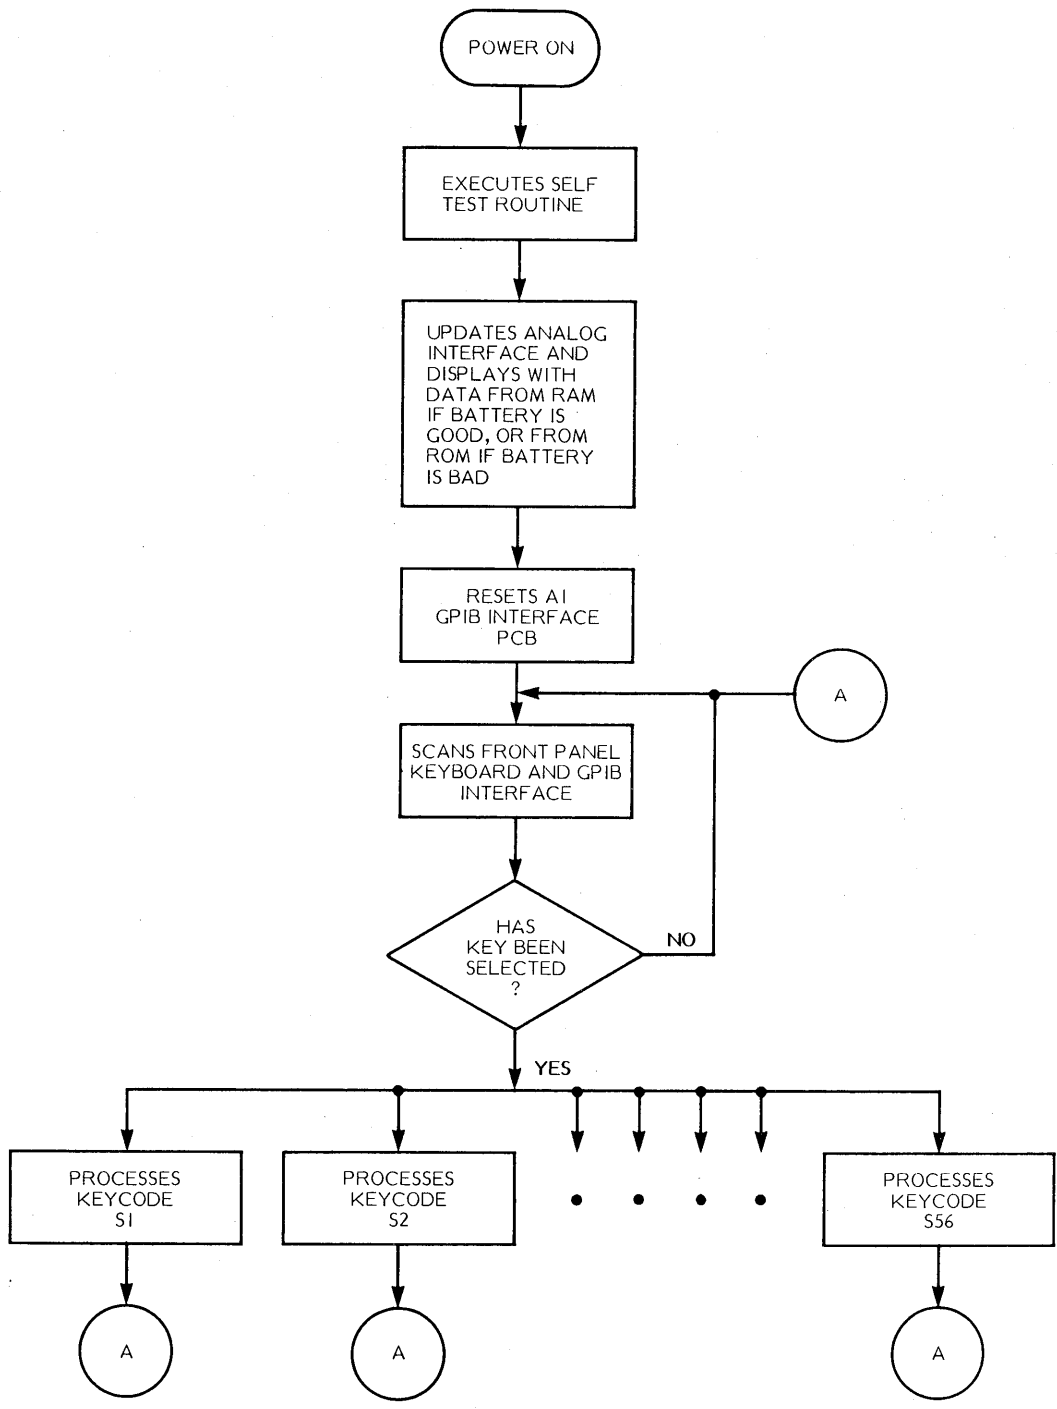 POWER ON
EXECUTES SELF
TEST ROUTINE
UPDATES ANALOG
INTERFACE AND
DISPLAYS WITH
DATA FROM RAM
IF BATTERY IS
GOOD, OR FROM
ROM IF BATTERY
IS BAD
RESETS A1
GPIB INTERFACE
PCB
A
SCANS FRONT PANEL
KEYBOARD AND GPIB
INTERFACE
HAS
KEY BEEN
SELECTED
?
NO
YES
PROCESSES
KEYCODE
S1
PROCESSES
KEYCODE
S2
PROCESSES
KEYCODE
S56
A
A
A